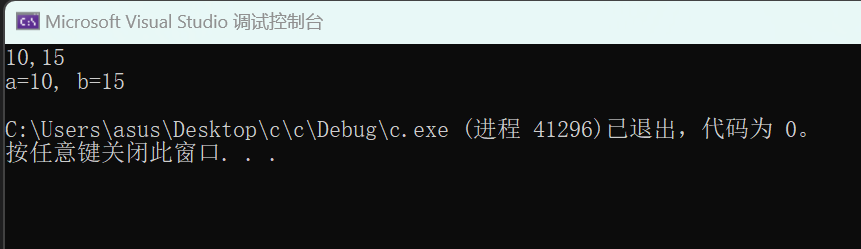 Microsoft Visual Studio 调试控制台
10,15
a=10, b=15
C:\Users\asus\Desktop\c\c\Debug\c.exe (进程 41296)已退出，代码为 0。
按任意键关闭此窗口. . .